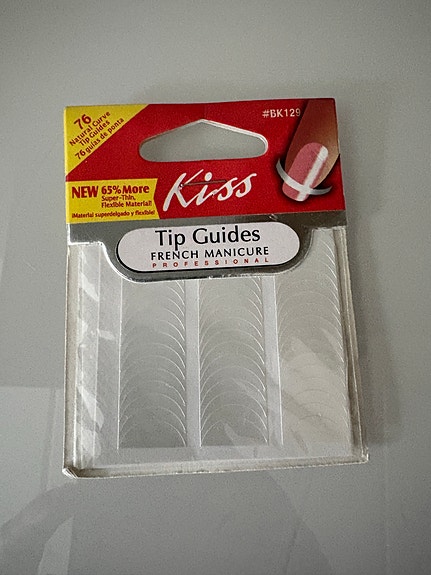 76
Natural Curve
Tip Guides
76 guías de ponta
#BK129
NEW 65% More
Super-Thin,
Flexible Material!
¡Material superdelgado y flexible!
Kiss
Tip Guides
FRENCH MANICURE
PROFESSIONAL